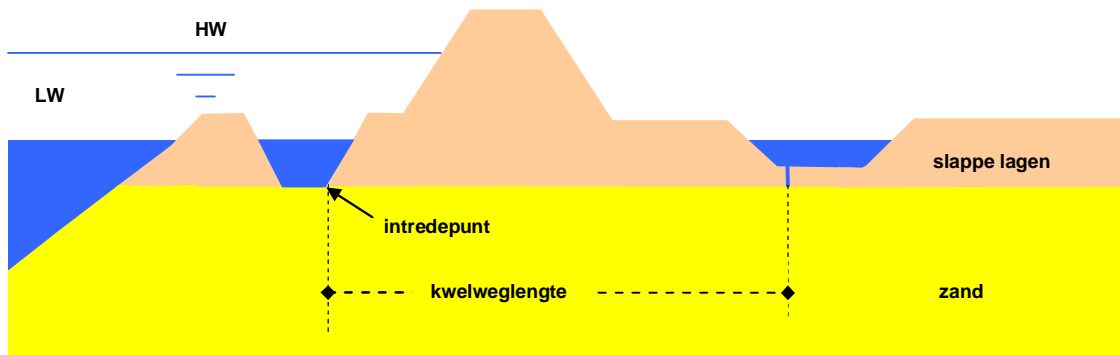 HW
LW
slappe lagen
intredepunt
kwelweglengte
zand